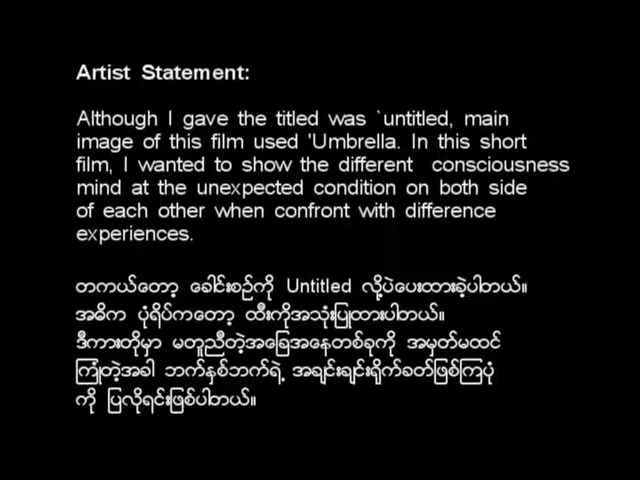 Artist Statement:
Although I gave the titled was `untitled, main
image of this film used 'Umbrella. In this short
film, I wanted to show the different consciousness
mind at the unexpected condition on both side
of each other when confront with difference
experiences.
တကယ်တော့ ခေါင်းစဉ်ကို Untitled လို့ပဲပေးထားခဲ့ပါတယ်။
အဓိက ပုံရိပ်ကတော့ ထီးကိုအသုံးပြုထားပါတယ်။
ဒီကားတိုမှာ မတူညီတဲ့အခြေအနေတစ်ခုကို အမှတ်မထင်
ကြုံတဲ့အခါ ဘက်နှစ်ဘက်ရဲ့ အချင်းချင်းရိုက်ခတ်ဖြစ်ကြပုံ
ကို ပြလိုရင်းဖြစ်ပါတယ်။